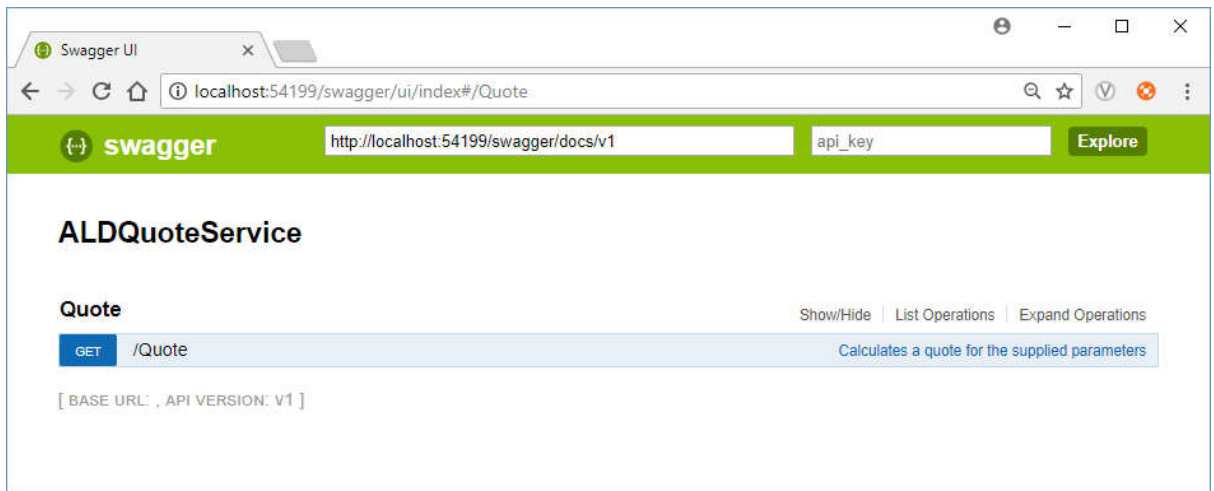 Swagger UI
localhost:54199/swagger/ui/index#/Quote
swagger
http://localhost:54199/swagger/docs/v1
api_key
Explore
ALDQuoteService
Quote
Show/Hide
List Operations
Expand Operations
GET
/Quote
Calculates a quote for the supplied parameters
[ BASE URL: , API VERSION: V1 ]